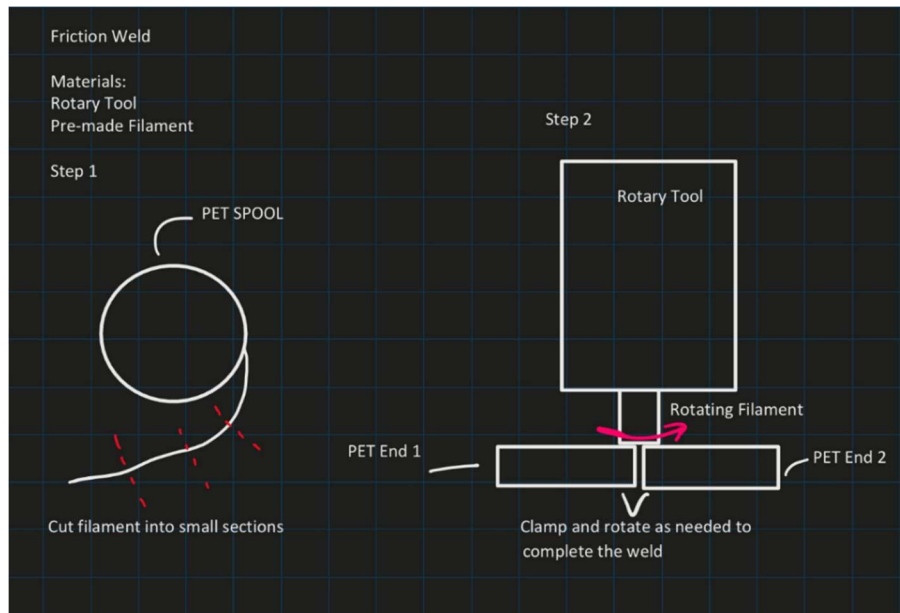 Friction Weld
Materials:
Rotary Tool
Pre-made Filament
Step 1
PET SPOOL
Cut filament into small sections
Step 2
Rotary Tool
Rotating Filament
PET End 1
PET End 2
Clamp and rotate as needed to
complete the weld